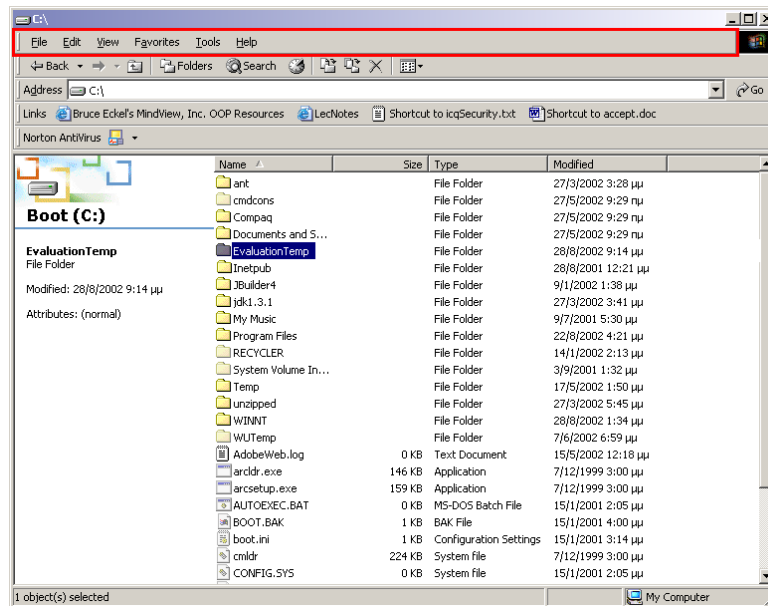 C:\
File Edit View Favorites Tools Help
Back Folders Search
Address C:\ Go
Links Bruce Eckel's MindView, Inc. OOP Resources LecNotes Shortcut to icqSecurity.txt Shortcut to accept.doc
Norton AntiVirus
Boot (C:)
EvaluationTemp
File Folder
Modified: 28/8/2002 9:14 μμ
Attributes: (normal)
Name Size Type Modified
ant File Folder 27/3/2002 3:28 μμ
cmdcons File Folder 27/5/2002 9:29 πμ
Compaq File Folder 27/5/2002 9:29 πμ
Documents and S... File Folder 27/5/2002 9:29 πμ
EvaluationTemp File Folder 28/8/2002 9:14 μμ
Inetpub File Folder 28/8/2001 12:21 μμ
JBuilder4 File Folder 9/1/2002 1:38 μμ
jdk1.3.1 File Folder 27/3/2002 3:41 μμ
My Music File Folder 9/7/2001 5:30 μμ
Program Files File Folder 22/8/2002 4:21 μμ
RECYCLER File Folder 14/1/2002 2:13 μμ
System Volume In... File Folder 3/9/2001 1:32 μμ
Temp File Folder 17/5/2002 1:50 μμ
unzipped File Folder 27/3/2002 5:45 μμ
WINNT File Folder 28/8/2002 1:34 μμ
WUTemp File Folder 7/6/2002 6:59 μμ
AdobeWeb.log 0 KB Text Document 15/5/2002 12:18 μμ
arcldr.exe 146 KB Application 7/12/1999 3:00 μμ
arcsetup.exe 159 KB Application 7/12/1999 3:00 μμ
AUTOEXEC.BAT 0 KB MS-DOS Batch File 15/1/2001 2:05 μμ
BOOT.BAK 1 KB BAK File 15/1/2001 4:00 μμ
boot.ini 1 KB Configuration Settings 15/1/2001 3:14 μμ
cmldr 224 KB System file 7/12/1999 3:00 μμ
CONFIG.SYS 0 KB System file 15/1/2001 2:05 μμ
1 object(s) selected My Computer